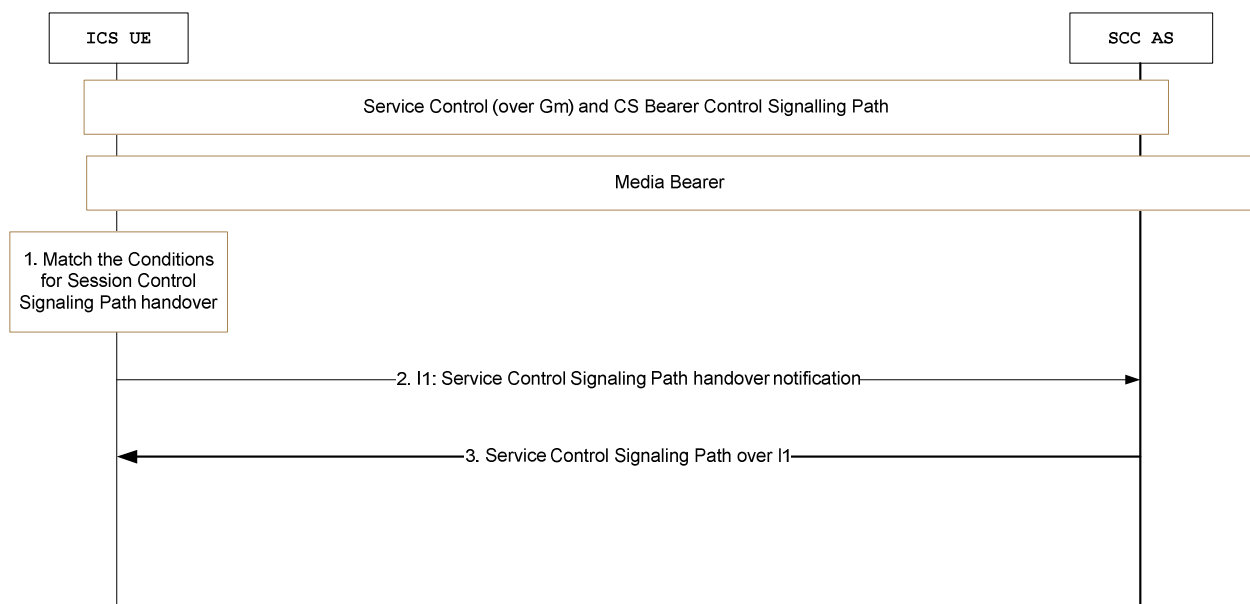 ICS UE
SCC AS
Service Control (over Gm) and CS Bearer Control Signalling Path
Media Bearer
1. Match the Conditions
for Session Control
Signaling Path handover
2. I1: Service Control Signaling Path handover notification
3. Service Control Signaling Path over I1